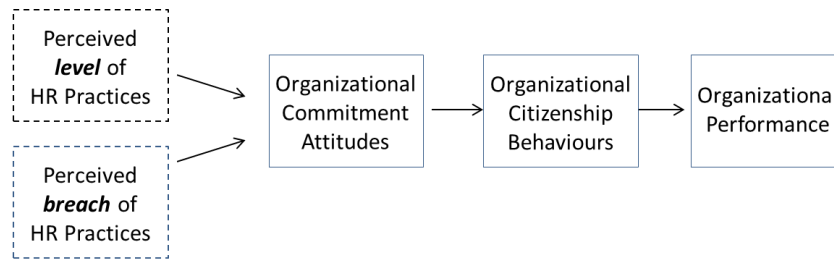 Perceived
level of
HR Practices
Perceived
breach of
HR Practices
Organizational
Commitment
Attitudes
Organizational
Citizenship
Behaviours
Organizationa
Performance